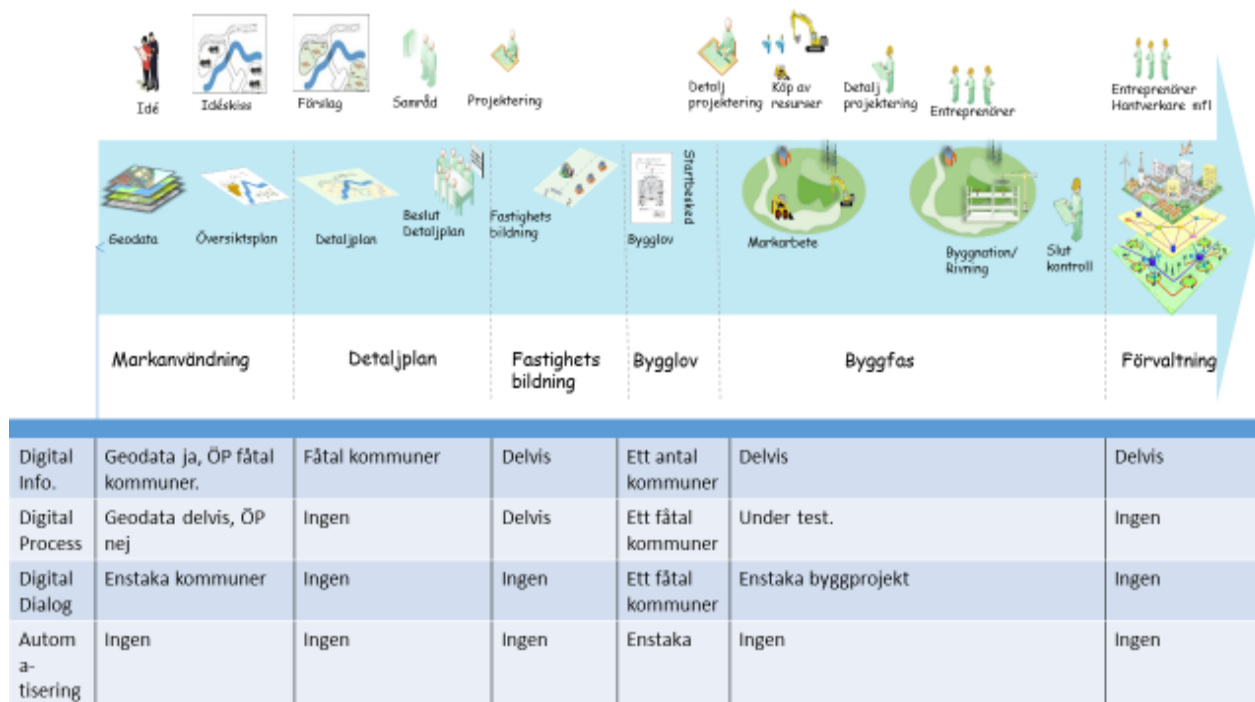 Idé
Idéskiss
Förslag
Samråd
Projektering
Detalj
projektering
Köp av
resurser
Detalj
projektering
Entreprenörer
Entreprenörer
Hantverkare mfl
Geodata
Översiktsplan
Detaljplan
Beslut
Detaljplan
Fastighets
bildning
Bygglov
Startbesked
Markarbete
Byggnation/
Rivning
Slut
kontroll
Markanvändning
Detaljplan
Fastighets
bildning
Bygglov
Byggfas
Förvaltning
Digital
Info.
Geodata ja, ÖP fåtal
kommuner.
Fåtal kommuner
Delvis
Ett antal
kommuner
Delvis
Delvis
Digital
Process
Geodata delvis, ÖP
nej
Ingen
Delvis
Ett fåtal
kommuner
Under test.
Ingen
Digital
Dialog
Enstaka kommuner
Ingen
Ingen
Ett fåtal
kommuner
Enstaka byggprojekt
Ingen
Autom
a-
tisering
Ingen
Ingen
Ingen
Enstaka
Ingen
Ingen